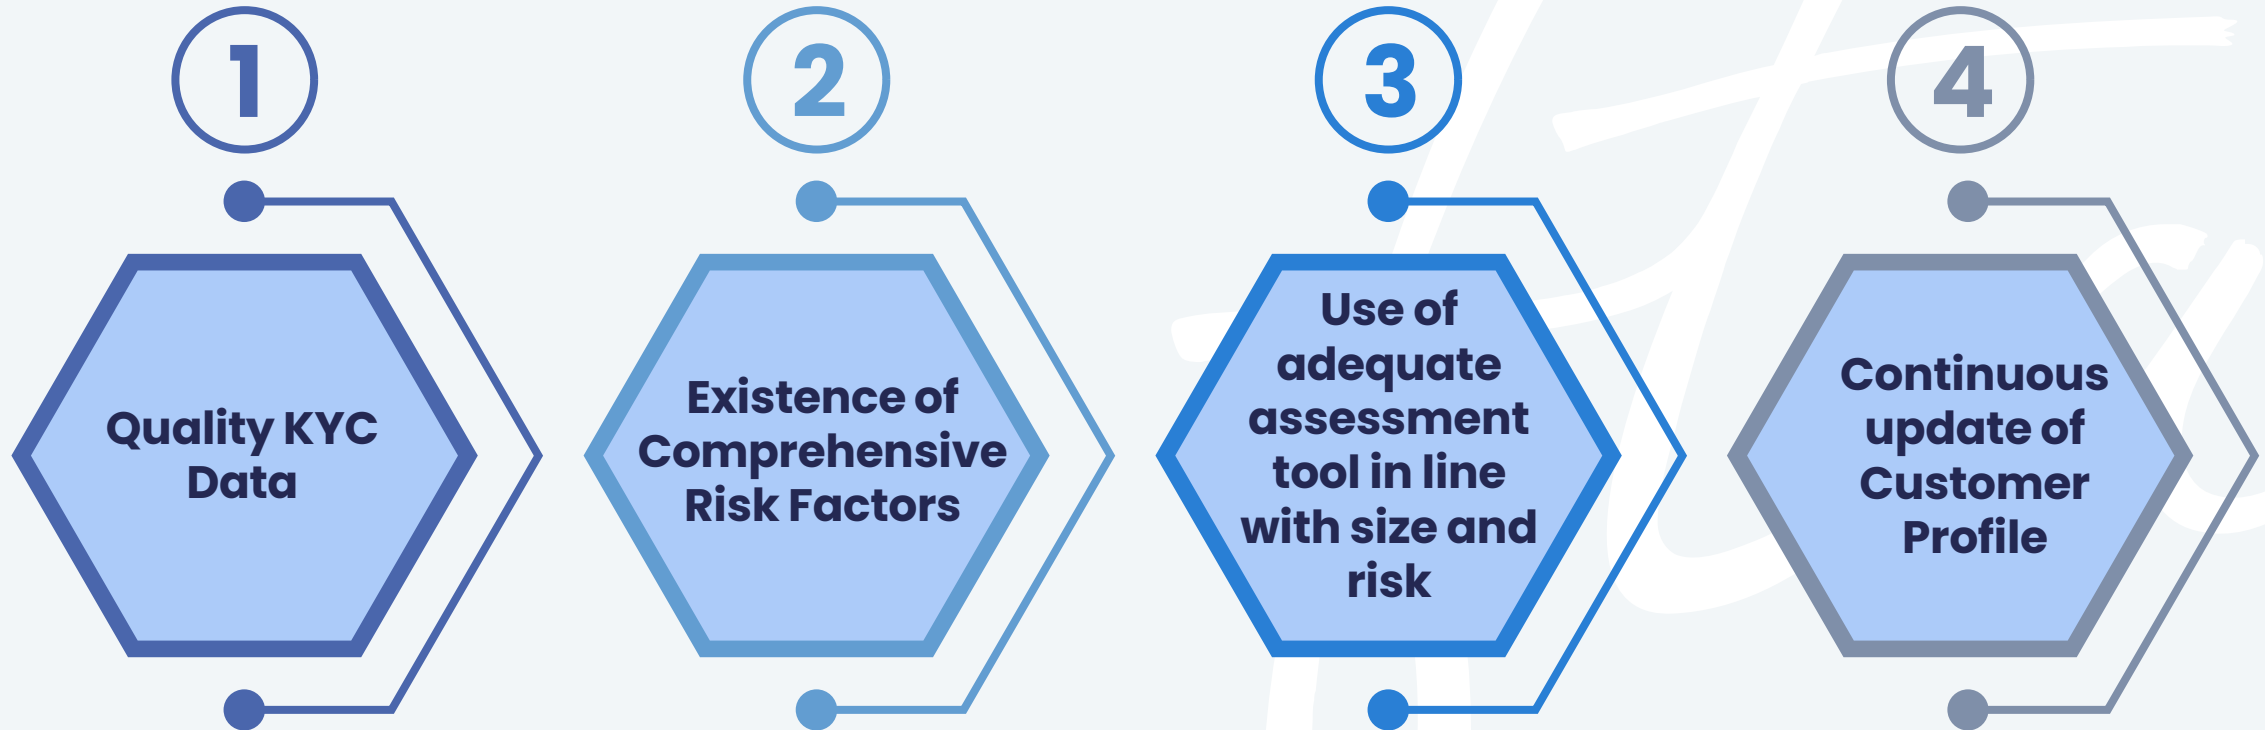 1
Quality KYC
Data
2
Existence of
Comprehensive
Risk Factors
3
Use of
adequate
assessment
tool in line
with size and
risk
4
Continuous
update of
Customer
Profile